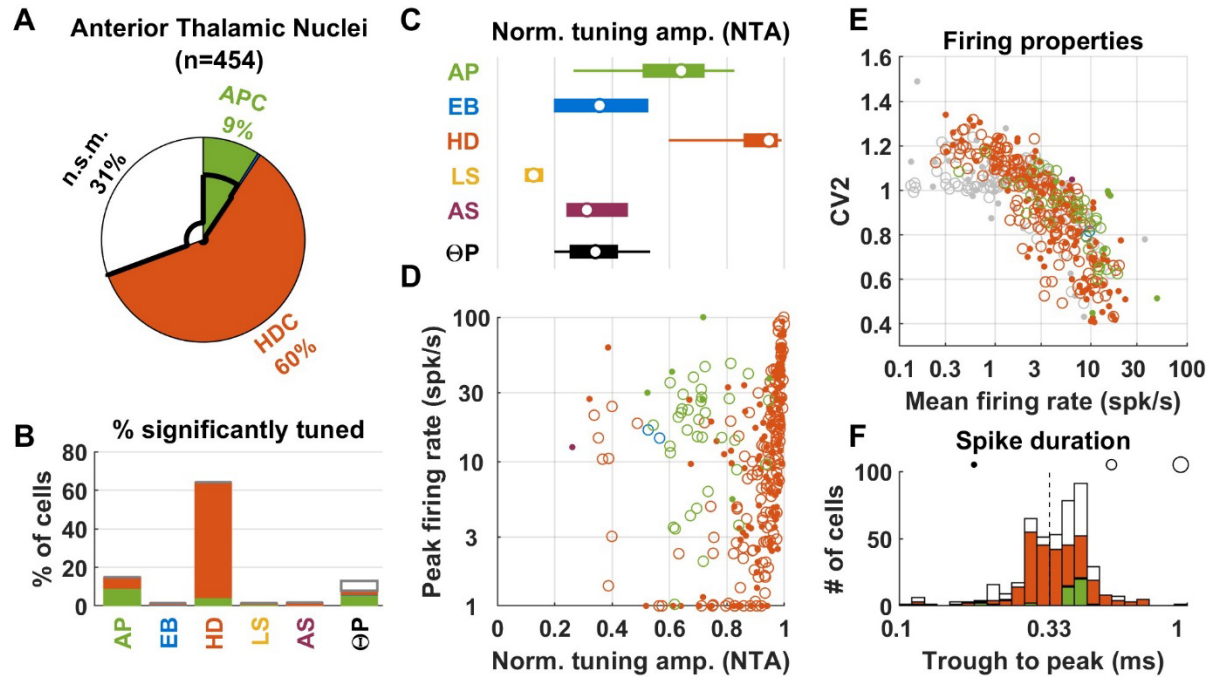 A
Anterior Thalamic Nuclei
(n=454)
APC
9%
n.s.m.
31%
HDC
60%
B
% significantly tuned
80
60
40
20
0
% of cells
AP
EB
HD
LS
AS
ΘP
C
Norm. tuning amp. (NTA)
AP
EB
HD
LS
AS
ΘP
D
100
30
10
3
1
Peak firing rate (spk/s)
0
0.2
0.4
0.6
0.8
1
Norm. tuning amp. (NTA)
E
Firing properties
1.6
1.4
1.2
1
0.8
0.6
0.4
CV2
0.1
0.3
1
3
10
30
100
Mean firing rate (spk/s)
F
Spike duration
100
50
0
# of cells
0.1
0.33
1
Trough to peak (ms)